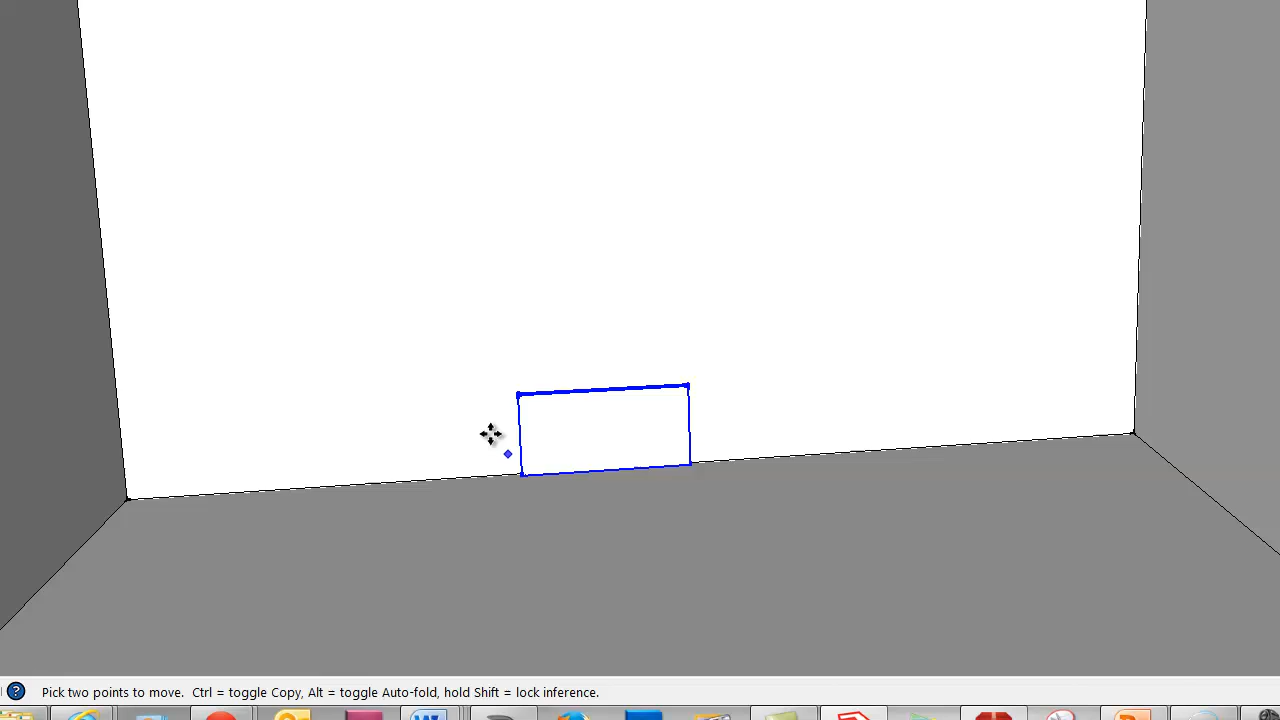 Pick two points to move.  Ctrl = toggle Copy, Alt = toggle Auto-fold, hold Shift = lock inference.